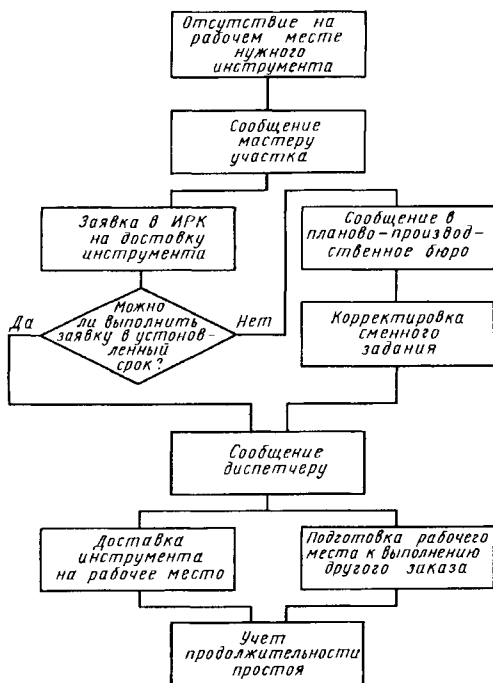 Отсутствие на
рабочем месте
нужного
инструмента
Сообщение
мастеру
участка
Заявка в ИРК
на доставку
инструмента
Сообщение в
планово-производ-
ственное бюро
Можно
ли выполнить
заявку в устонов-
ленный
срок?
Да
Нет
Корректировка
сменного
задания
Сообщение
диспетчеру
Доставка
инструмента
на рабочее место
Подготовка рабочего
места к выполнению
другого заказа
Учет
продолжительности
простоя